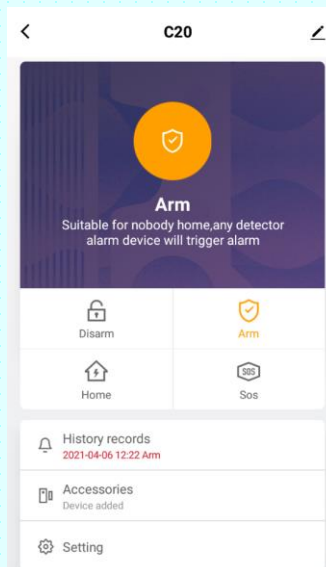 C20
Arm
Suitable for nobody home,any detector
alarm device will trigger alarm
Disarm
Arm
Home
SOS
Sos
History records
2021-04-06 12:22 Arm
Accessories
Device added
Setting